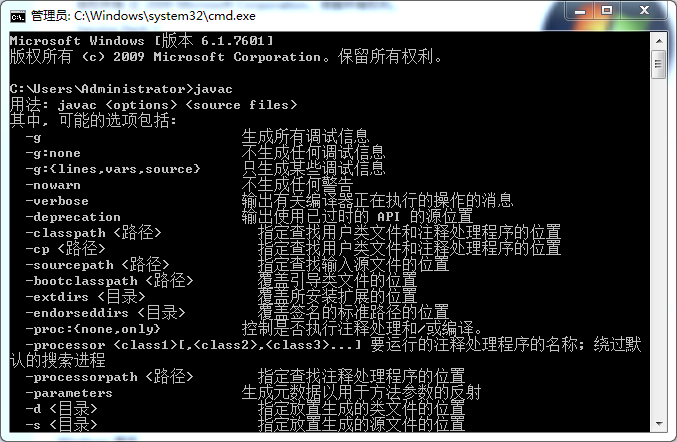 管理员: C:\Windows\system32\cmd.exe
Microsoft Windows [版本 6.1.7601]
版权所有 (c) 2009 Microsoft Corporation。保留所有权利。
C:\Users\Administrator>javac
用法: javac <options> <source files>
其中, 可能的选项包括:
-g 生成所有调试信息
-g:none 不生成任何调试信息
-g:{lines,vars,source} 只生成某些调试信息
-nowarn 不生成任何警告
-verbose 输出有关编译器正在执行的操作的消息
-deprecation 输出使用已过时的 API 的源位置
-classpath <路径> 指定查找用户类文件和注释处理程序的位置
-cp <路径> 指定查找用户类文件和注释处理程序的位置
-sourcepath <路径> 指定查找输入源文件的位置
-bootclasspath <路径> 覆盖引导类文件的位置
-extdirs <目录> 覆盖所安装扩展的位置
-endorseddirs <目录> 覆盖签名的标准路径的位置
-proc:{none,only} 控制是否执行注释处理和/或编译。
-processor <class1>[,<class2>,<class3>...] 要运行的注释处理程序的名称; 绕过默
认的搜索进程
-processorpath <路径> 指定查找注释处理程序的位置
-parameters 生成元数据以用于方法参数的反射
-d <目录> 指定放置生成的类文件的位置
-s <目录> 指定放置生成的源文件的位置